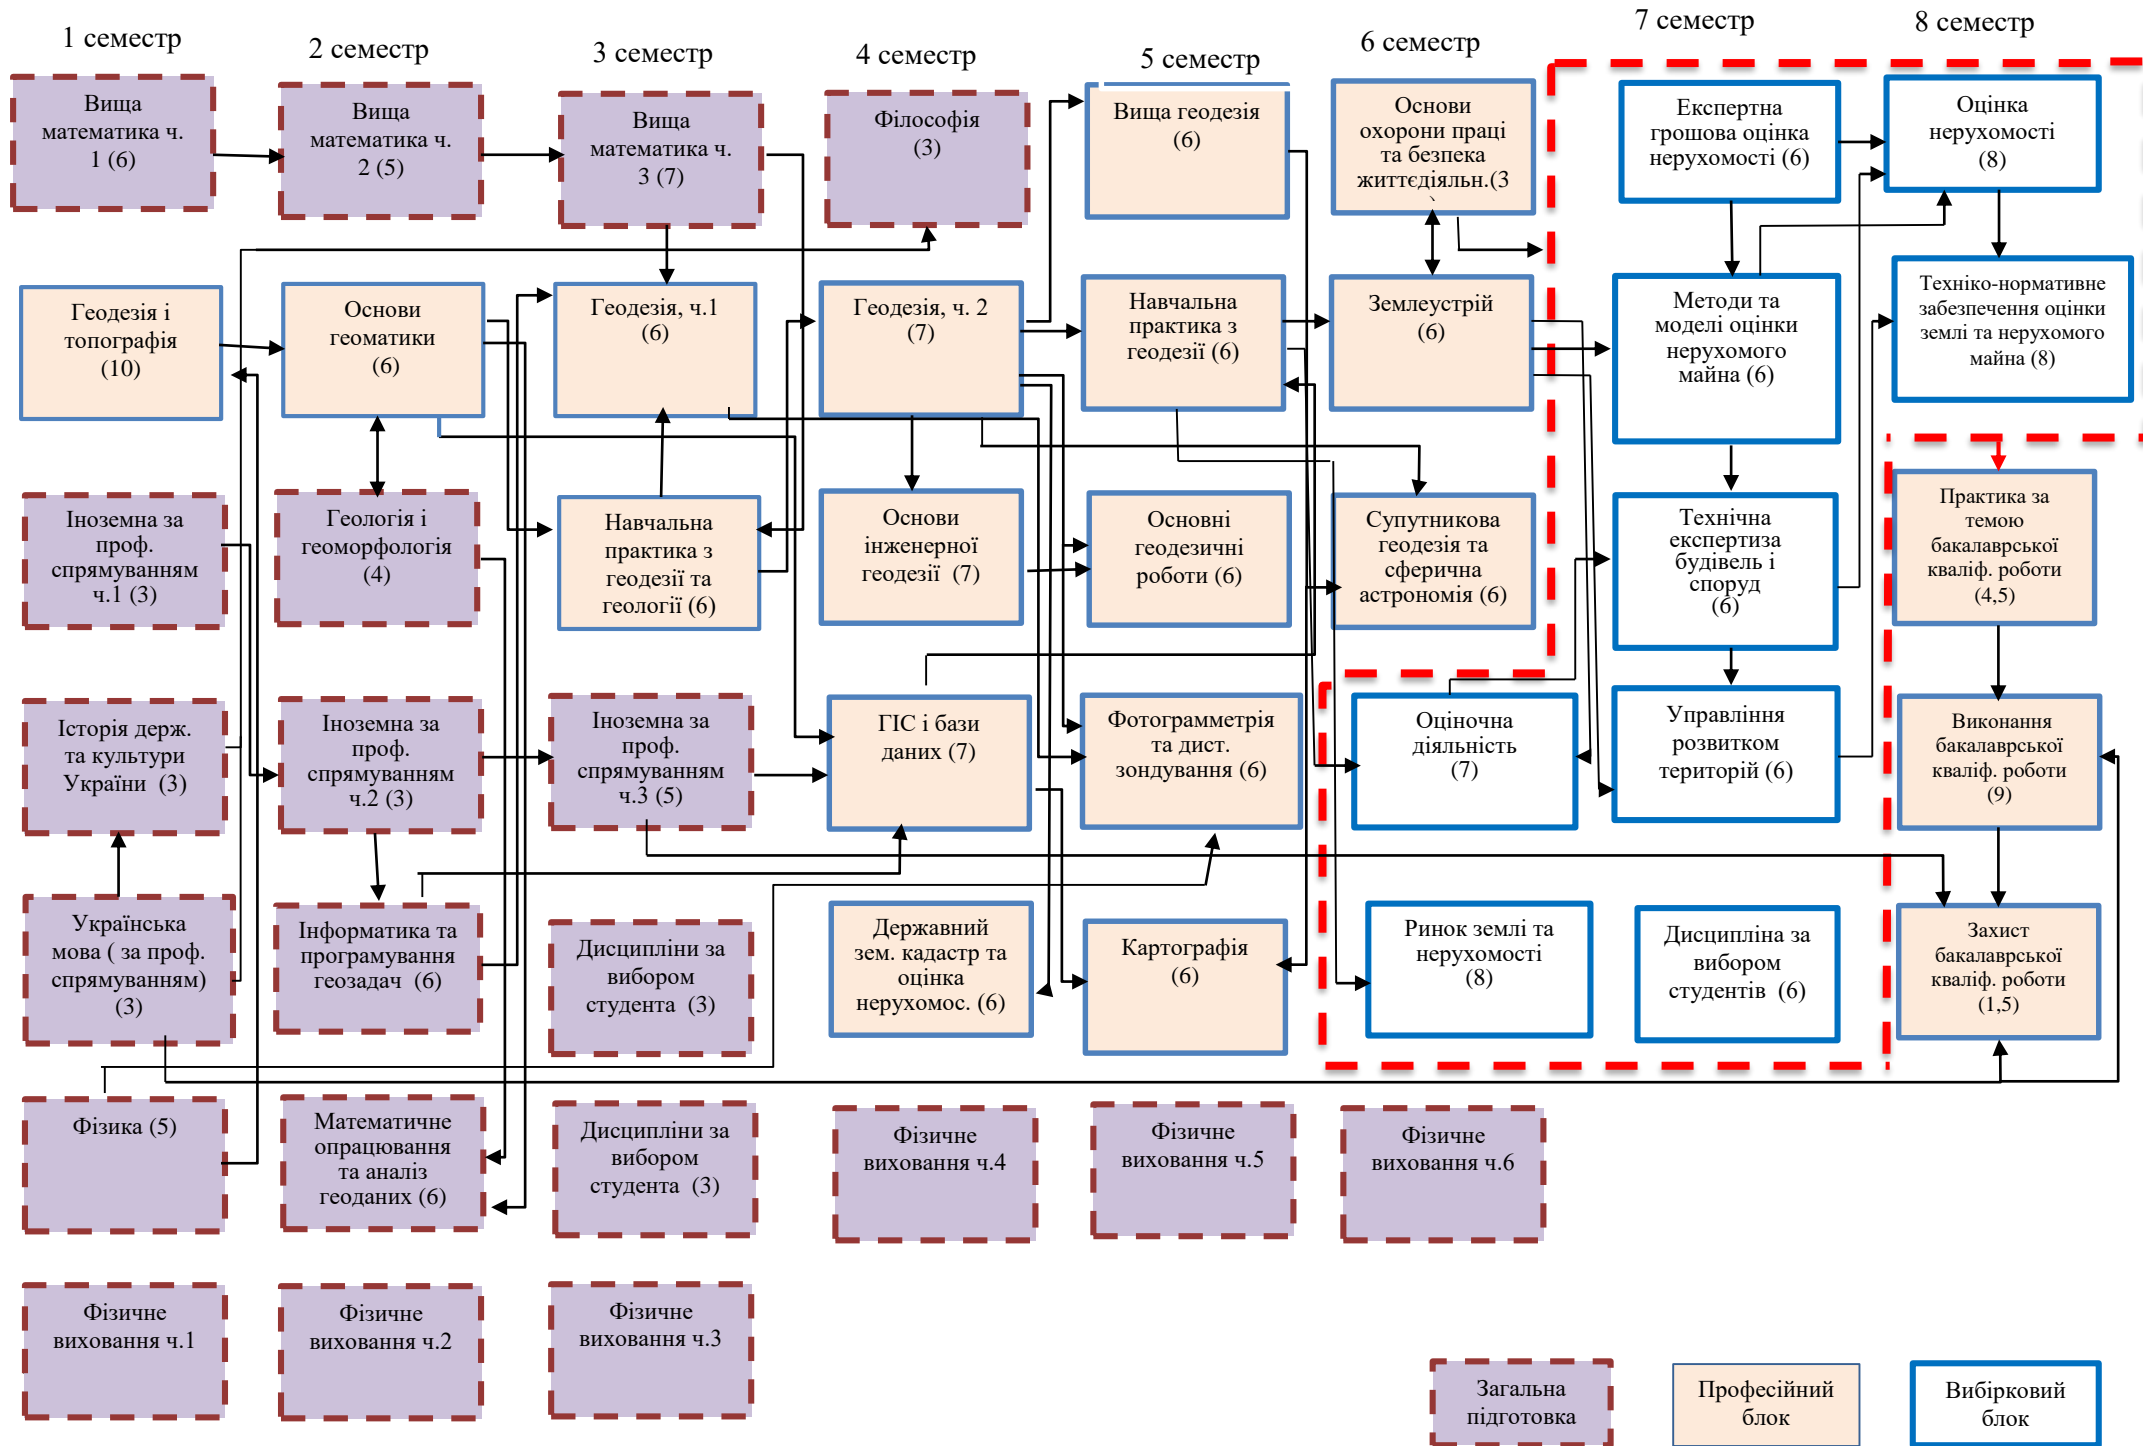 1 семестр
2 семестр
3 семестр
4 семестр
5 семестр
6 семестр
7 семестр
8 семестр
Вища
математика ч.
1 (6)
Вища
математика ч.
2 (5)
Вища
математика ч.
3 (7)
Філософія
(3)
Вища геодезія
(6)
Основи
охорони праці
та безпека
життєдіяльн.(3
Експертна
грошова оцінка
нерухомості (6)
Оцінка
нерухомості
(8)
Геодезія і
топографія
(10)
Основи
геоматики
(6)
Геодезія, ч.1
(6)
Геодезія, ч. 2
(7)
Навчальна
практика з
геодезії (6)
Землеустрій
(6)
Методи та
моделі оцінки
нерухомого
майна (6)
Техніко-нормативне
забезпечення оцінки
землі та нерухомого
майна (8)
Іноземна за
проф.
спрямуванням
ч.1 (3)
Геологія і
геоморфологія
(4)
Навчальна
практика з
геодезії та
геології (6)
Основи
інженерної
геодезії (7)
Основні
геодезичні
роботи (6)
Супутникова
геодезія та
сферична
астрономія (6)
Технічна
експертиза
будівель і
споруд
(6)
Практика за
темою
бакалаврської
кваліф. роботи
(4,5)
Історія держ.
та культури
України (3)
Іноземна за
проф.
спрямуванням
ч.2 (3)
Іноземна за
проф.
спрямуванням
ч.3 (5)
ГІС і бази
даних (7)
Фотограмметрія
та дист.
зондування (6)
Оціночна
діяльність
(7)
Управління
розвитком
територій (6)
Виконання
бакалаврської
кваліф. роботи
(9)
Українська
мова ( за проф.
спрямуванням)
(3)
Інформатика та
програмування
геозадач (6)
Дисципліни за
вибором
студента (3)
Державний
зем. кадастр та
оцінка
нерухомос. (6)
Картографія
(6)
Ринок землі та
нерухомості
(8)
Дисципліна за
вибором
студентів (6)
Захист
бакалаврської
кваліф. роботи
(1,5)
Фізика (5)
Математичне
опрацювання
та аналіз
геоданих (6)
Дисципліни за
вибором
студента (3)
Фізичне
виховання ч.4
Фізичне
виховання ч.5
Фізичне
виховання ч.6
Фізичне
виховання ч.1
Фізичне
виховання ч.2
Фізичне
виховання ч.3
Загальна
підготовка
Професійний
блок
Вибірковий
блок